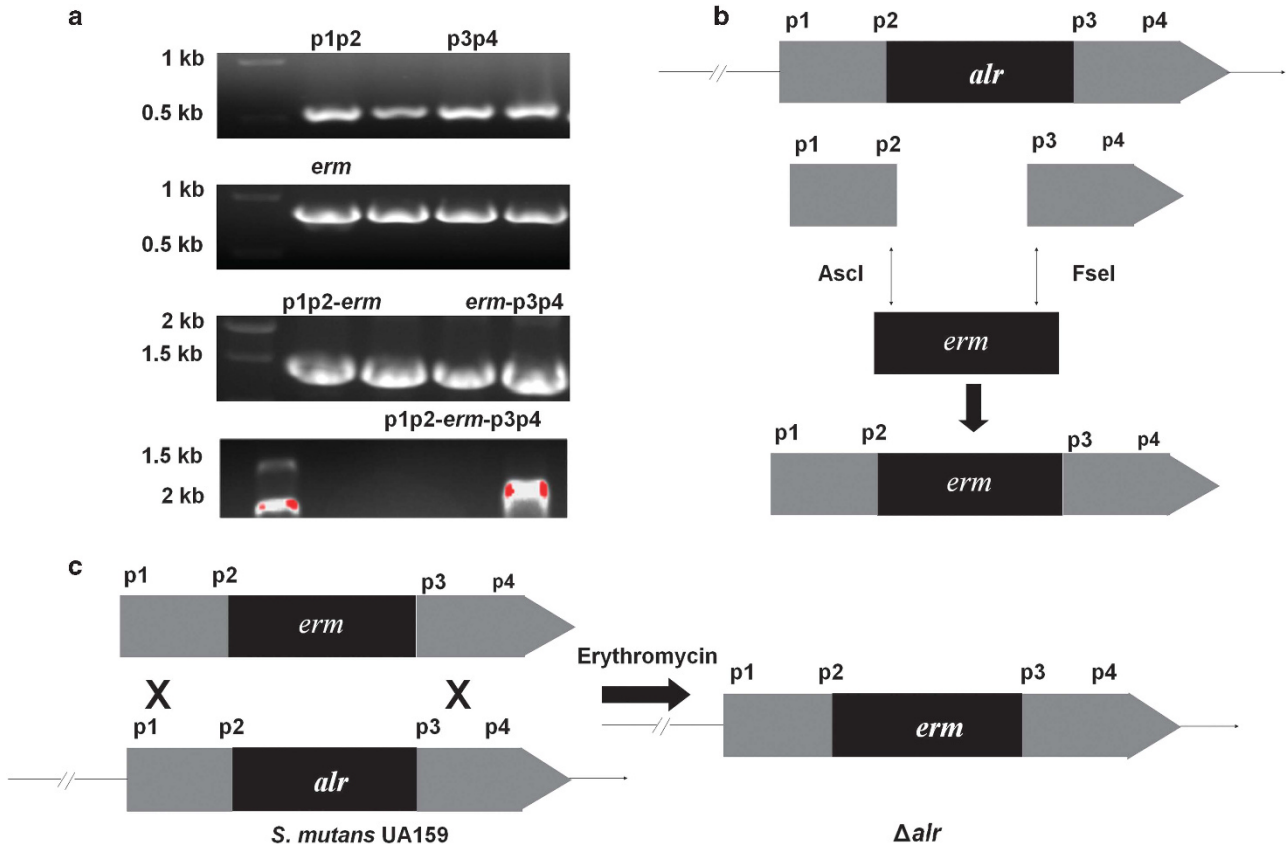 a
p1p2 p3p4
1 kb
0.5 kb
erm
1 kb
0.5 kb
p1p2-erm erm-p3p4
2 kb
1.5 kb
p1p2-erm-p3p4
1.5 kb
2 kb
b
p1 p2 p3 p4
alr
p1 p2 p3 p4
AscI FseI
erm
p1 p2 p3 p4
erm
c
p1 p2 p3 p4
erm
X X
p1 p2 p3 p4
alr
S. mutans UA159
Erythromycin
p1 p2 p3 p4
erm
Δalr